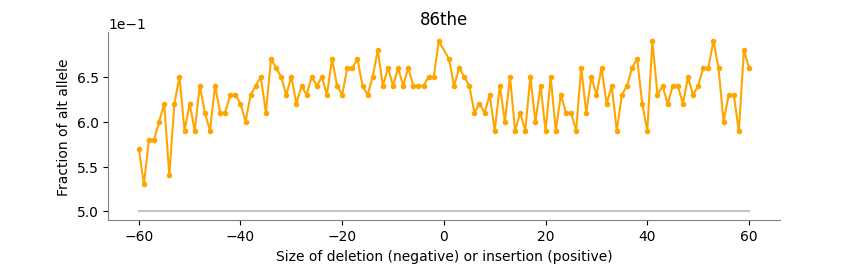 86the
1e−1
Fraction of alt allele
6.5
6.0
5.5
5.0
−60 −40 −20 0 20 40 60
Size of deletion (negative) or insertion (positive)